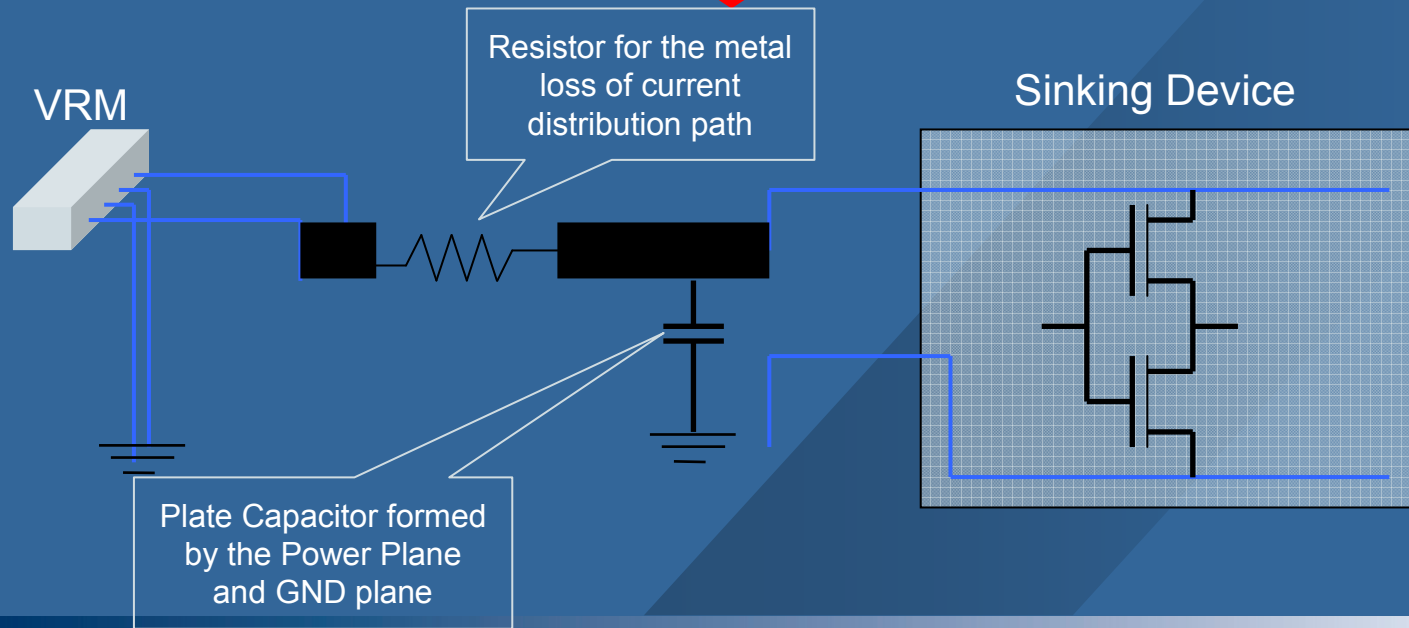 Resistor for the metal
loss of current
distribution path
VRM
Sinking Device
Plate Capacitor formed
by the Power Plane
and GND plane